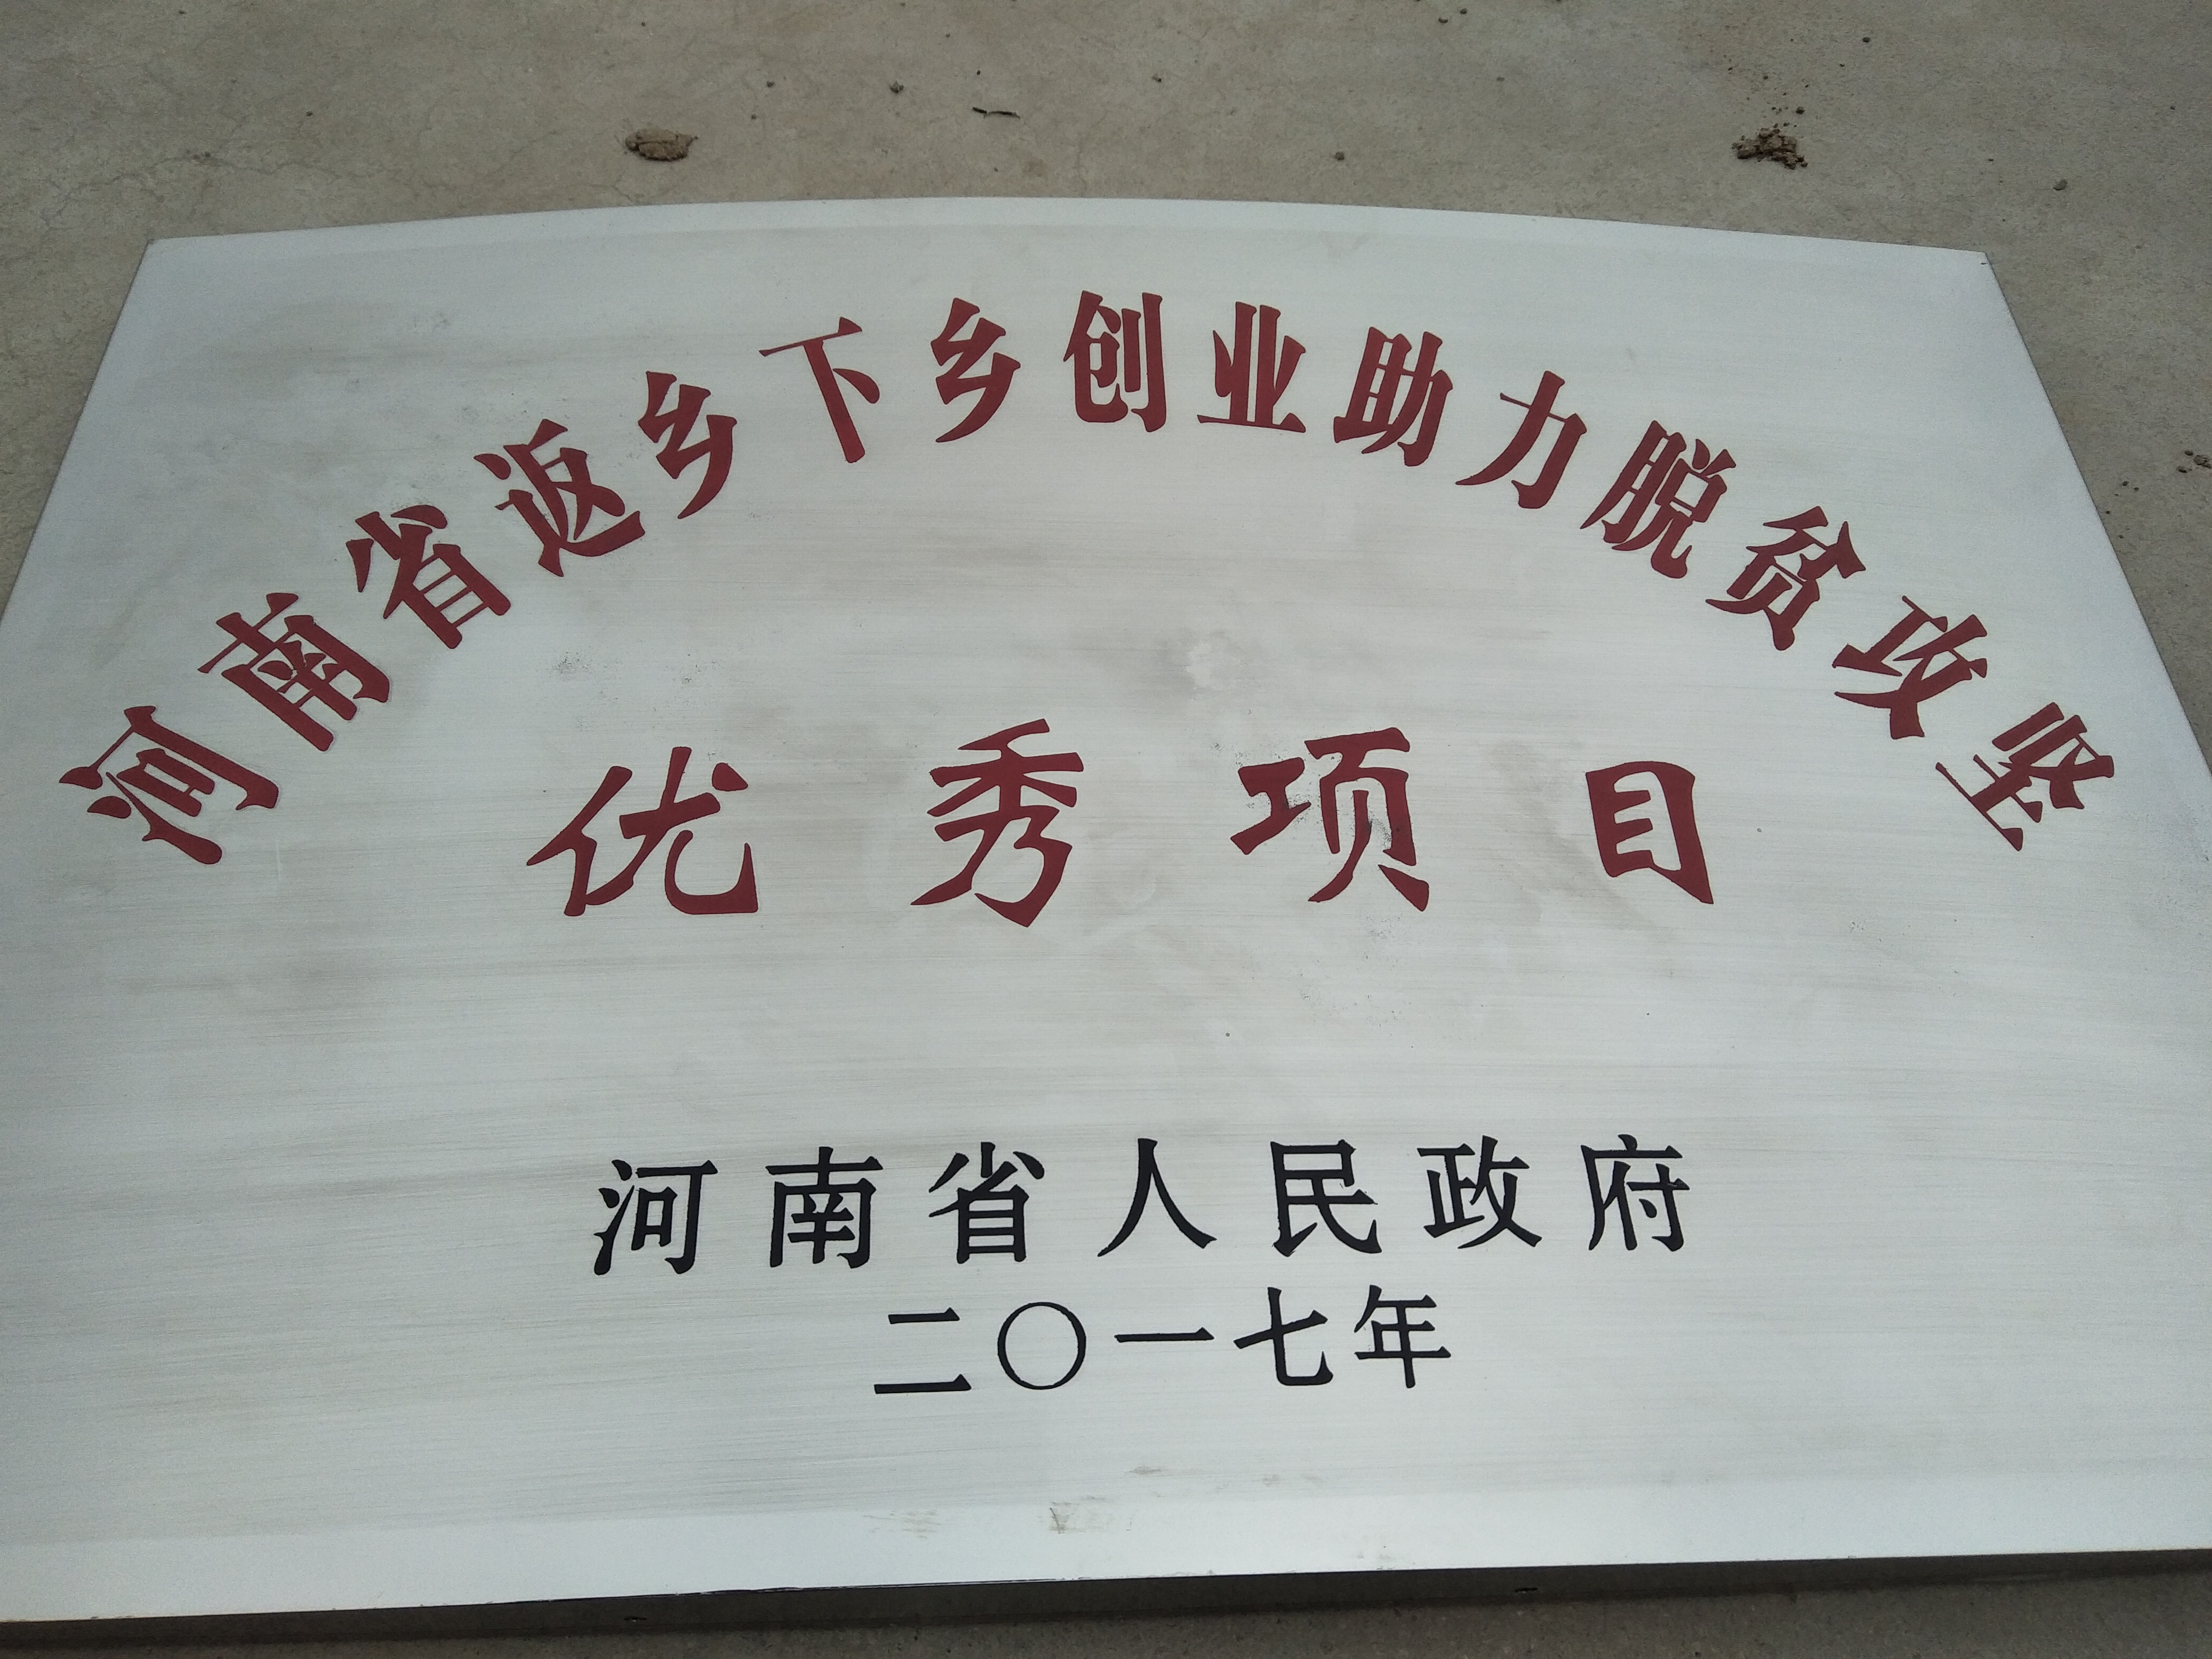 河南省返乡下乡创业助力脱贫攻坚
优秀项目
河南省人民政府
二〇一七年